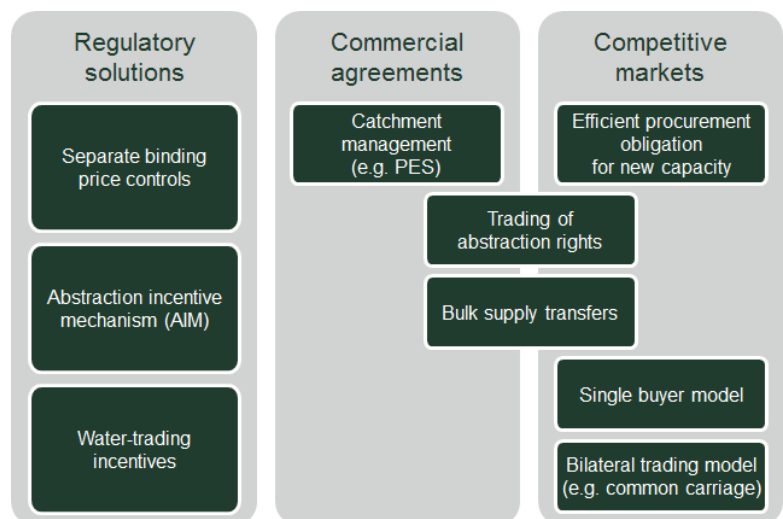 Regulatory
solutions
Separate binding
price controls
Abstraction incentive
mechanism (AIM)
Water-trading
incentives
Commercial
agreements
Catchment
management
(e.g. PES)
Trading of
abstraction rights
Bulk supply transfers
Competitive
markets
Efficient procurement
obligation
for new capacity
Single buyer model
Bilateral trading model
(e.g. common carriage)